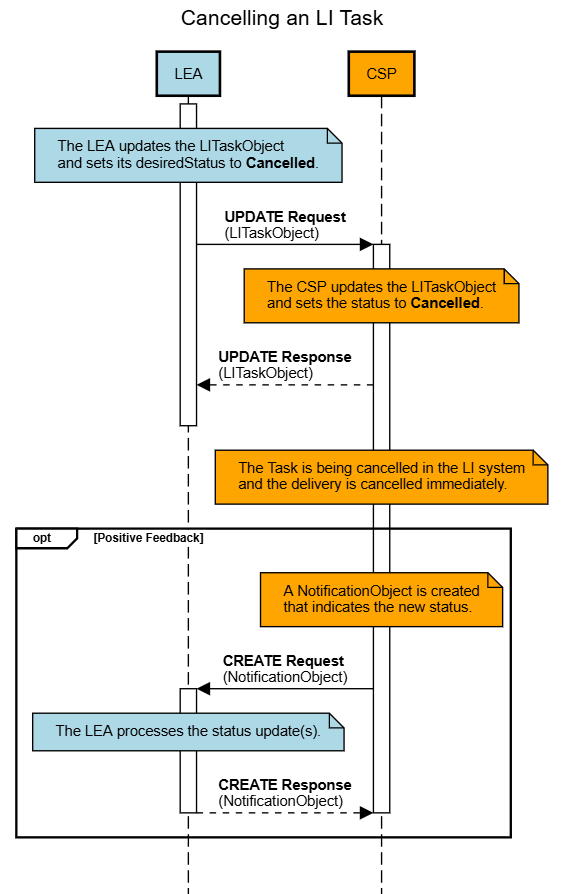 Cancelling an LI Task
LEA
CSP
The LEA updates the LITaskObject
and sets its desiredStatus to Cancelled.
UPDATE Request
(LITaskObject)
The CSP updates the LITaskObject
and sets the status to Cancelled.
UPDATE Response
(LITaskObject)
The Task is being cancelled in the LI system
and the delivery is cancelled immediately.
opt
[Positive Feedback]
A NotificationObject is created
that indicates the new status.
CREATE Request
(NotificationObject)
The LEA processes the status update(s).
CREATE Response
(NotificationObject)